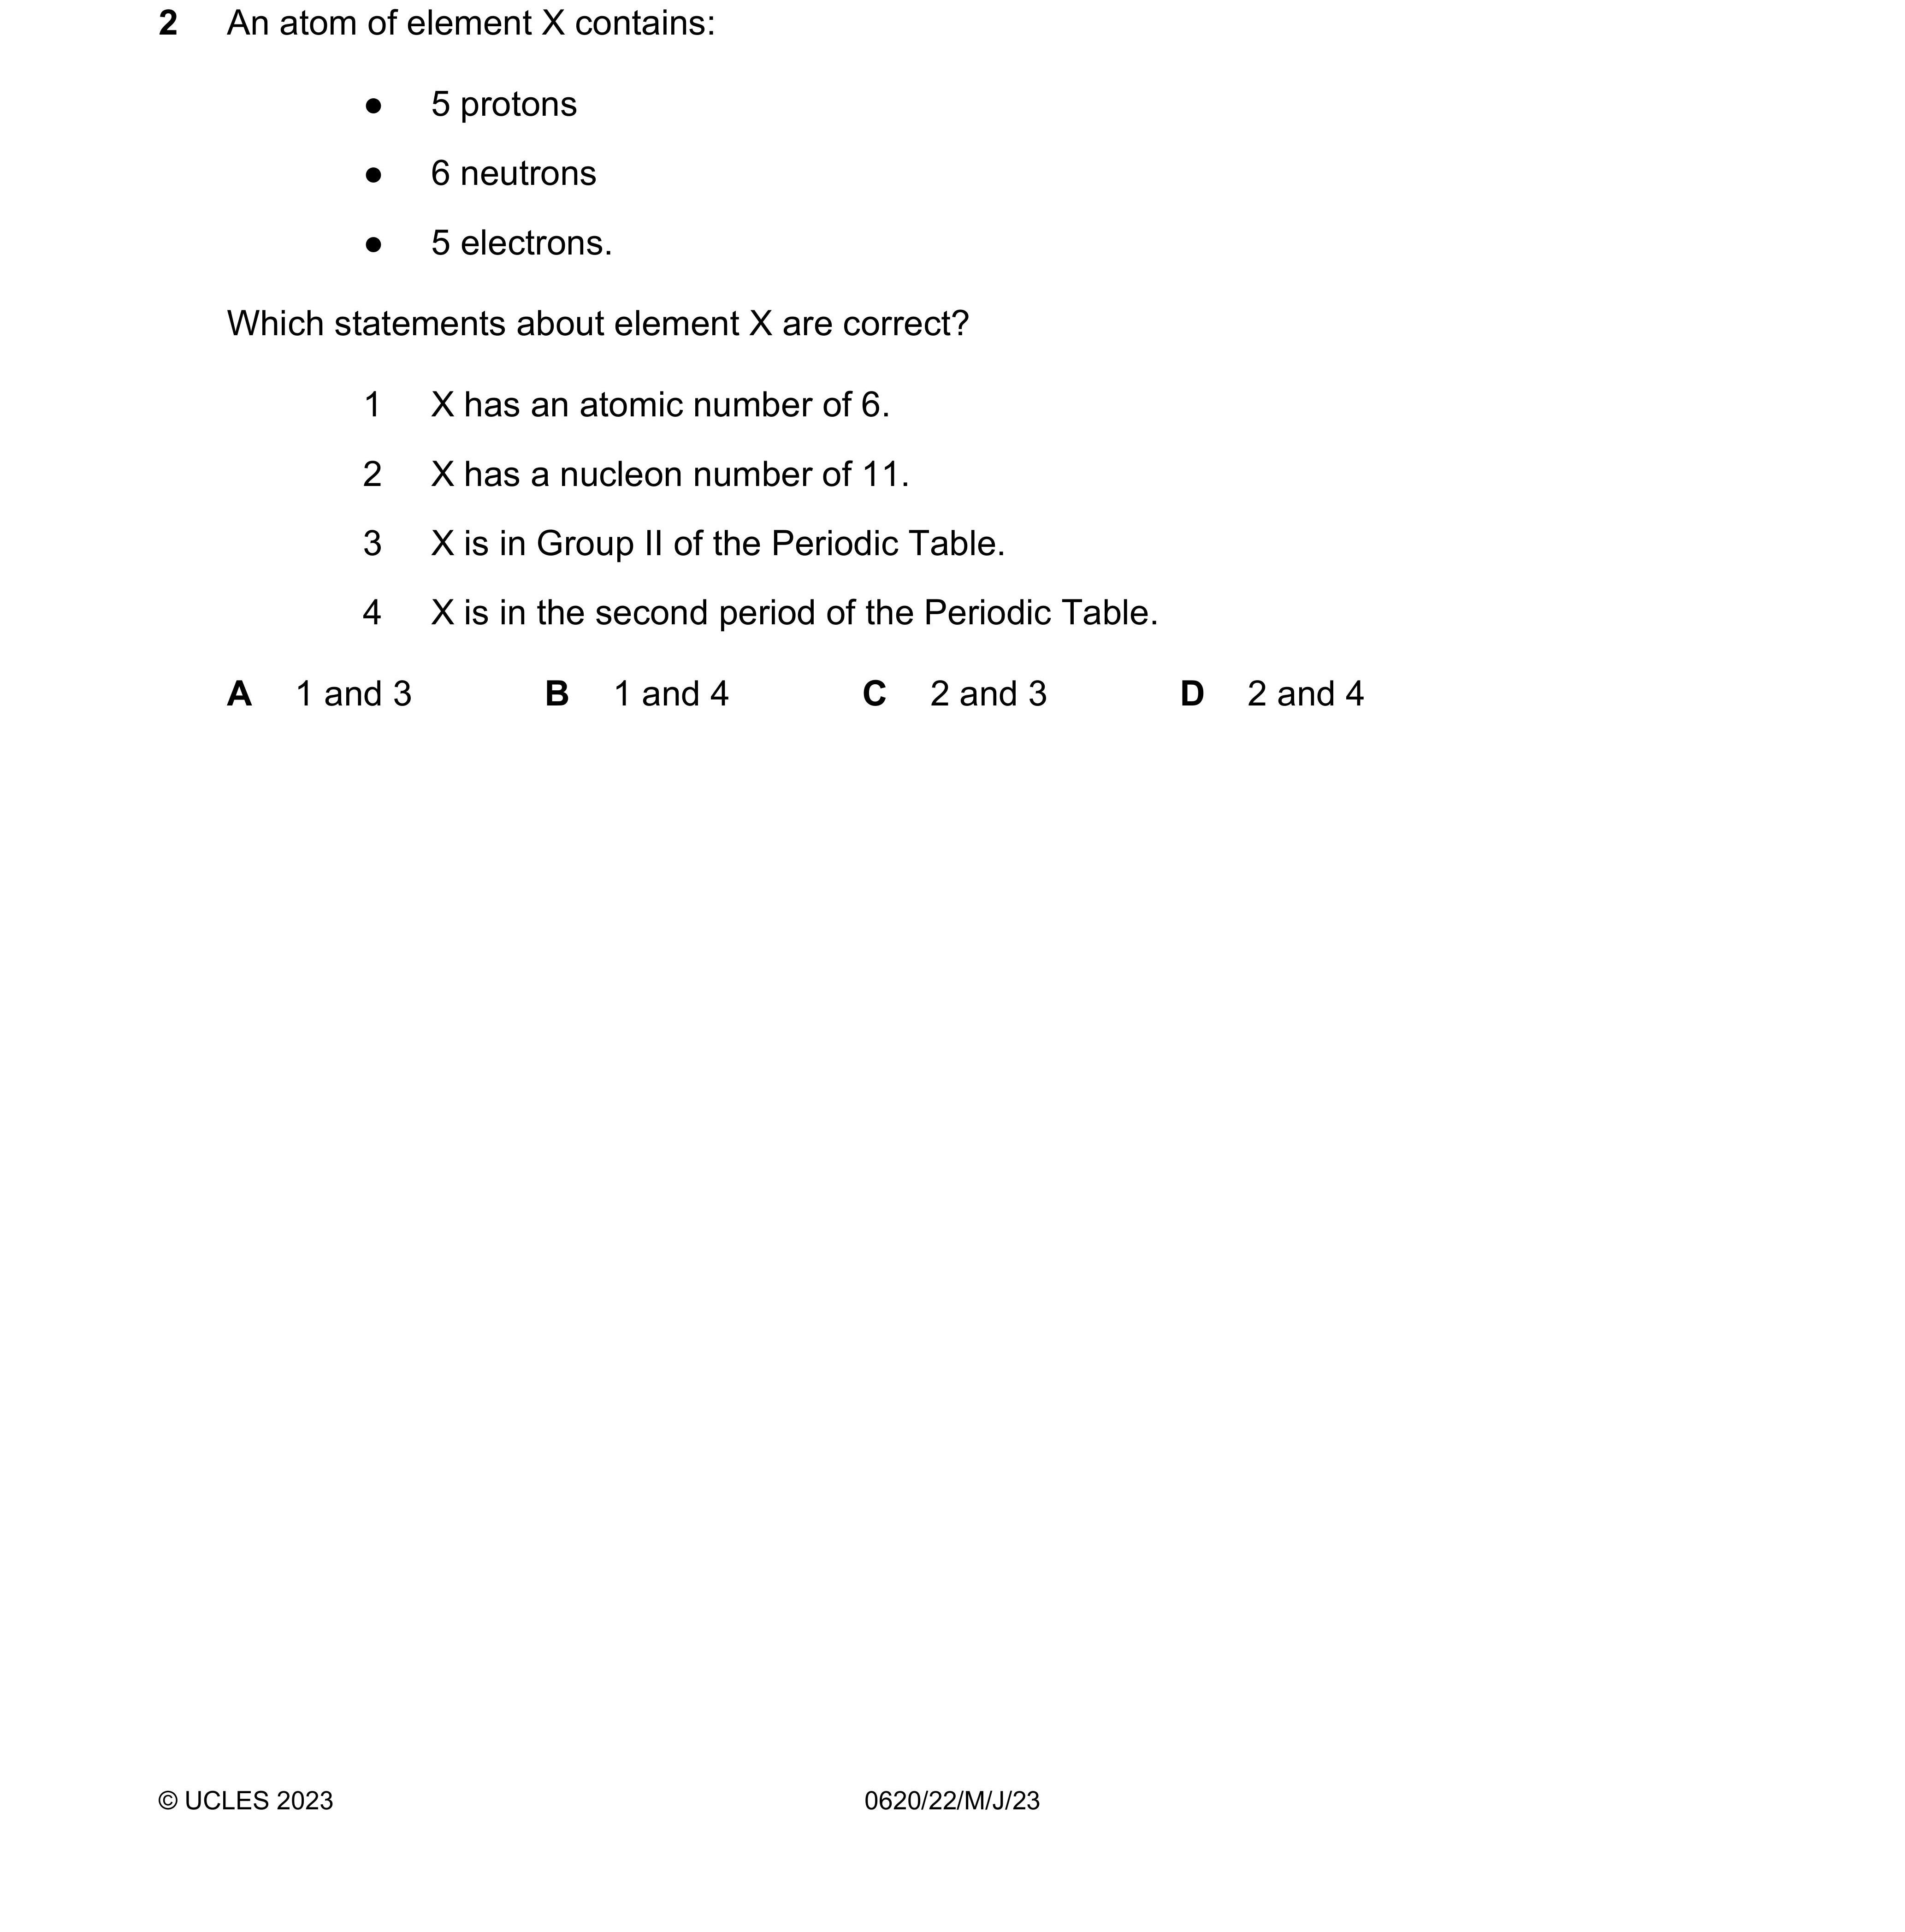 2 An atom of element X contains:
● 5 protons
● 6 neutrons
● 5 electrons.
Which statements about element X are correct?
1 X has an atomic number of 6.
2 X has a nucleon number of 11.
3 X is in Group II of the Periodic Table.
4 X is in the second period of the Periodic Table.
A 1 and 3 B 1 and 4 C 2 and 3 D 2 and 4
© UCLES 2023 0620/22/M/J/23